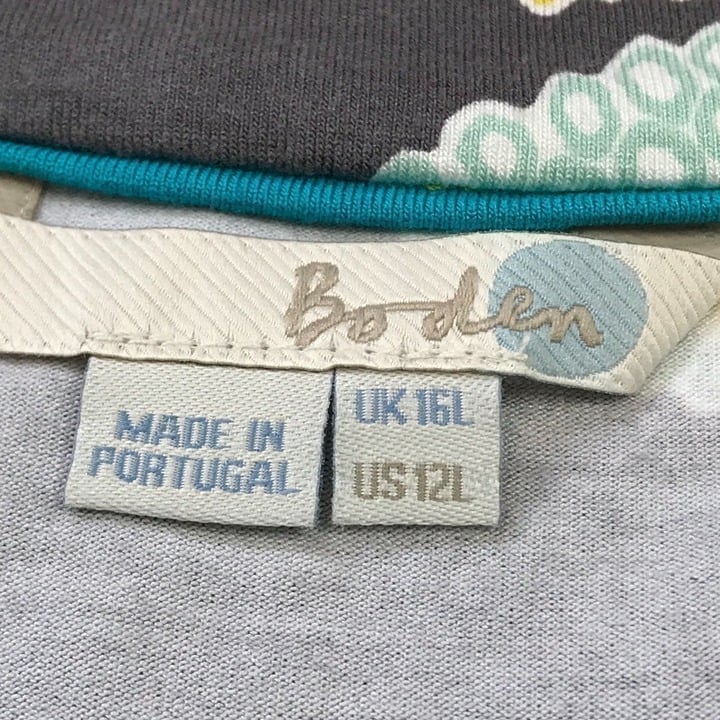 Boden
MADE IN
PORTUGAL
UK 16L
US 12L